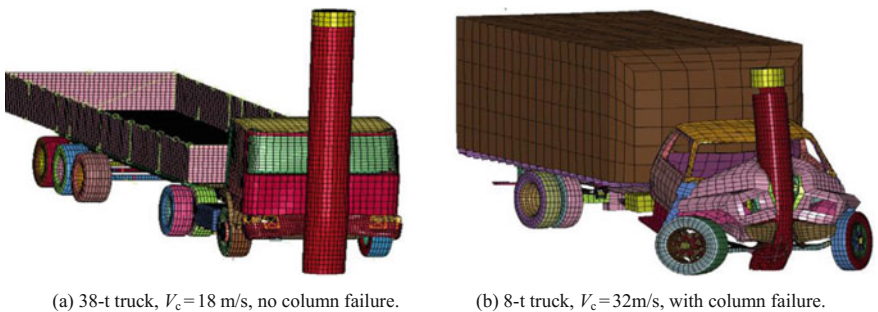 (a) 38-t truck, Vc=18 m/s, no column failure.
(b) 8-t truck, Vc=32m/s, with column failure.